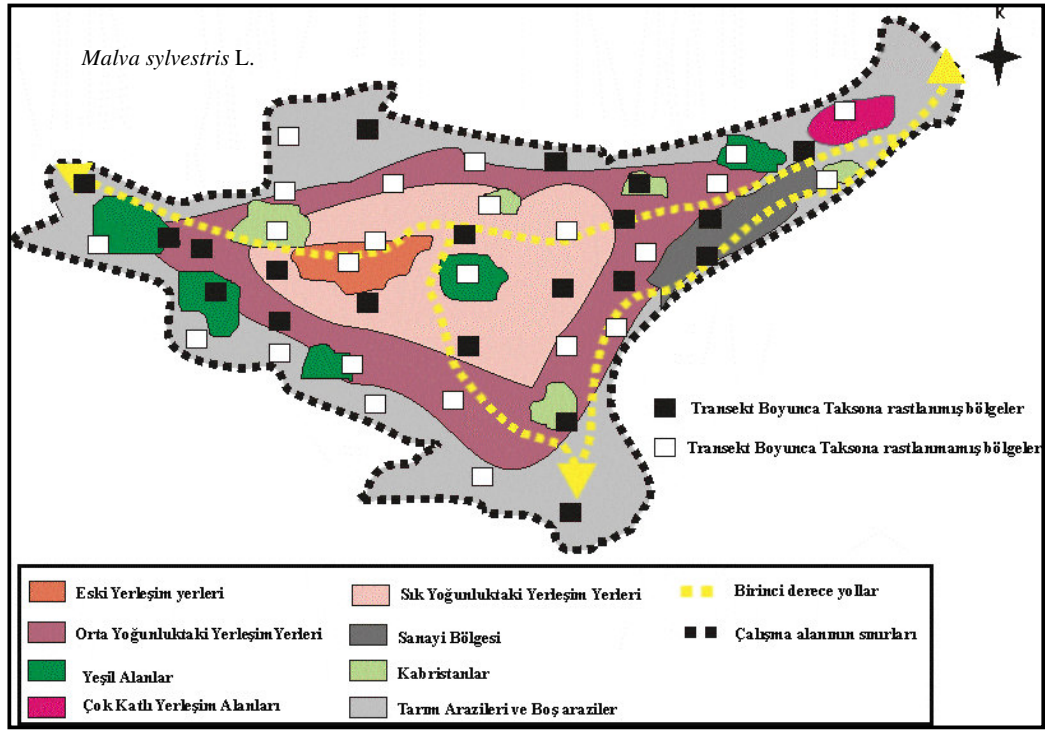 K
Malva sylvestris L.
Transekt Boyunca Taksona rastlanmış bölgeler
Transekt Boyunca Taksona rastlanmamış bölgeler
Eski Yerleşim yerleri
Sık Yoğunluktaki Yerleşim Yerleri
Birinci derece yollar
Orta Yoğunluktaki Yerleşim Yerleri
Sanayi Bölgesi
Çalışma alanının sınırları
Yeşil Alanlar
Kabristanlar
Çok Katlı Yerleşim Alanları
Tarım Arazileri ve Boş araziler